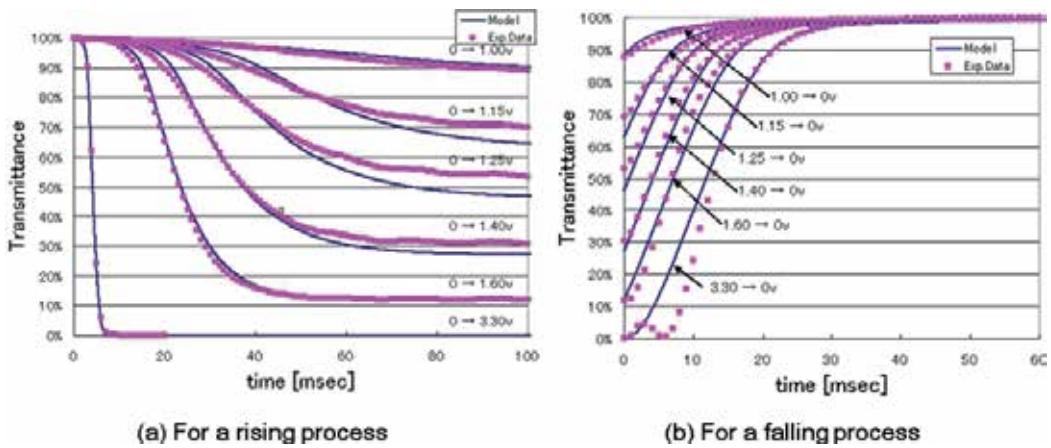 Model
Exp.Data
100%
90%
80%
70%
60%
50%
40%
30%
20%
10%
0%
Transmittance
0 → 1.00v
0 → 1.15v
0 → 1.25v
0 → 1.40v
0 → 1.60v
0 → 3.30v
0 20 40 60 80 100
time [msec]
(a) For a rising process
100%
90%
80%
70%
60%
50%
40%
30%
20%
10%
0%
Transmittance
Model
Exp.Data
1.00 → 0v
1.15 → 0v
1.25 → 0v
1.40 → 0v
1.60 → 0v
3.30 → 0v
0 10 20 30 40 50 60
time [msec]
(b) For a falling process